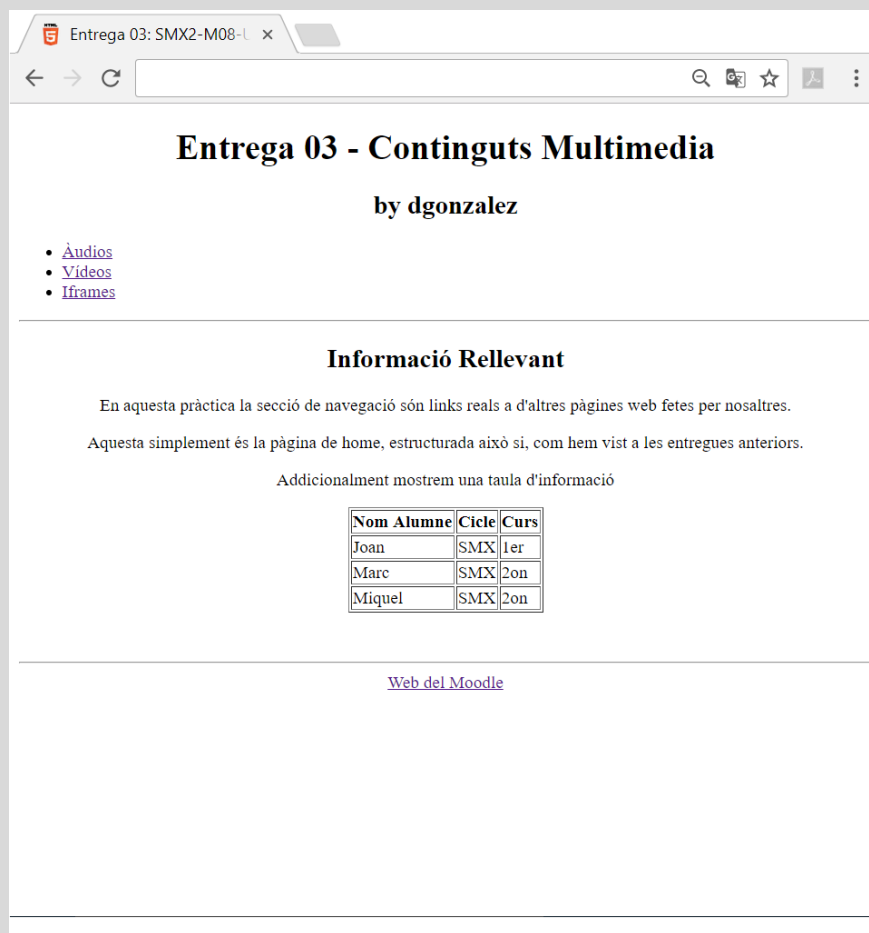 Entrega 03: SMX2-M08-
Entrega 03 - Continguts Multimedia
by dgonzalez
Àudios
Vídeos
Iframes
Informació Rellevant
En aquesta pràctica la secció de navegació són links reals a d'altres pàgines web fetes per nosaltres.
Aquesta simplement és la pàgina de home, estructurada això si, com hem vist a les entregues anteriors.
Addicionalment mostrem una taula d'informació
Nom Alumne Cicle Curs
Joan SMX 1er
Marc SMX 2on
Miquel SMX 2on
Web del Moodle